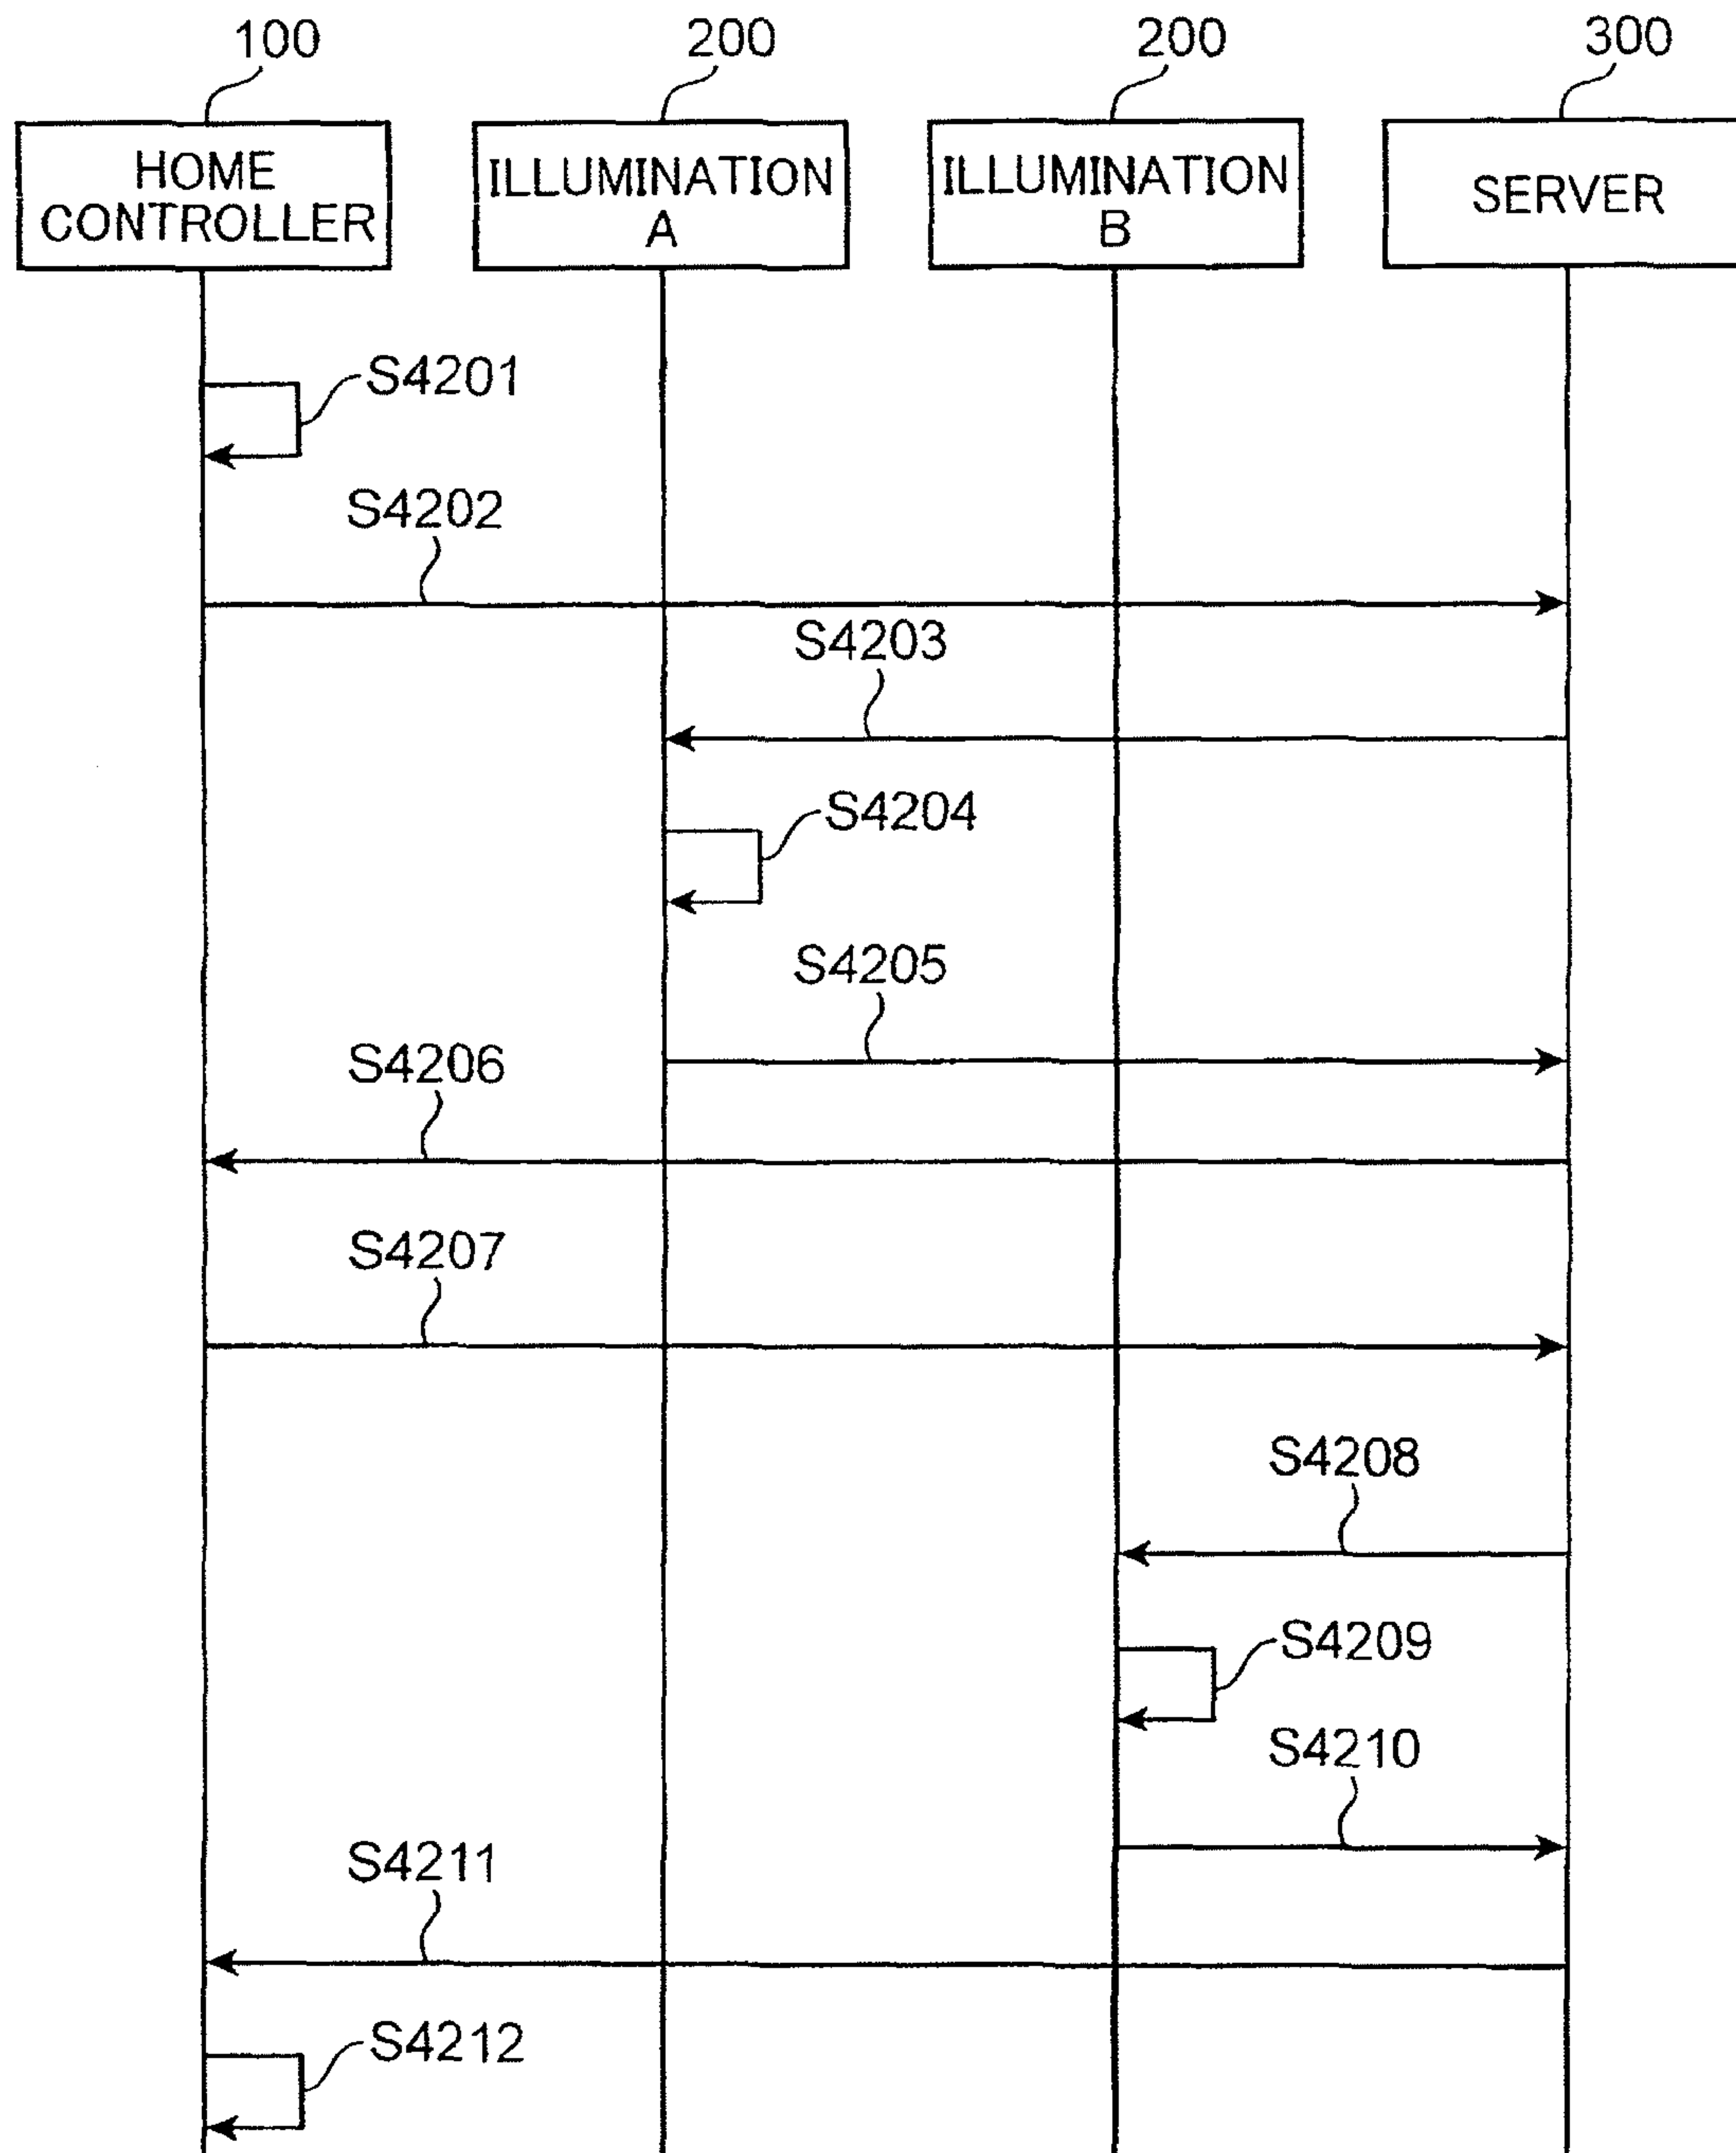 100
200
200
300
HOME
CONTROLLER
ILLUMINATION
A
ILLUMINATION
B
SERVER
S4201
S4202
S4203
S4204
S4205
S4206
S4207
S4208
S4209
S4210
S4211
S4212